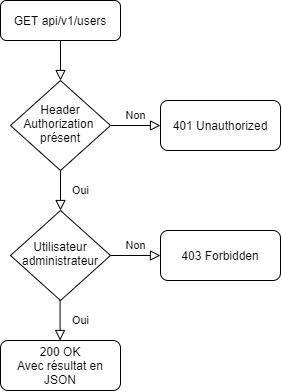 GET api/v1/users
Header
Authorization
présent
Non
401 Unauthorized
Oui
Utilisateur
administrateur
Non
403 Forbidden
Oui
200 OK
Avec résultat en
JSON